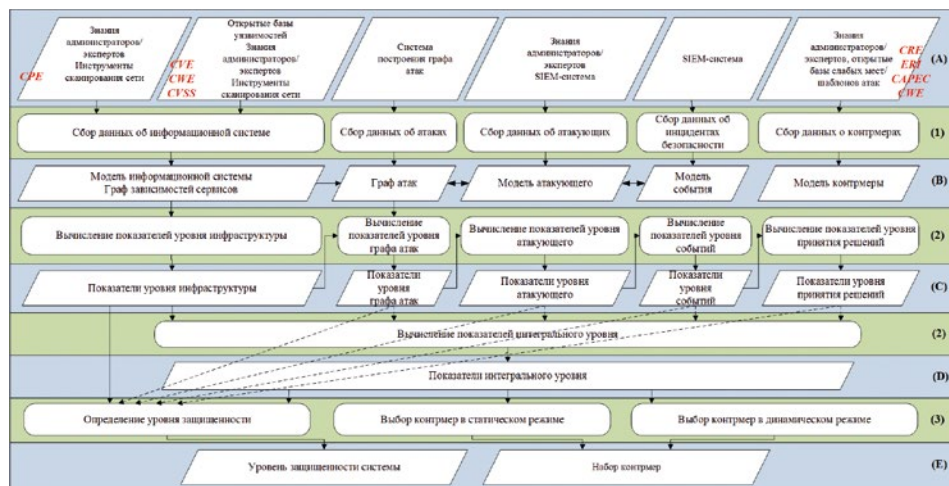 Знания
администраторов/
экспертов
Инструменты
сканирования сети
CPE
Открытые базы
уязвимостей
Знания
администраторов/
экспертов
Инструменты
сканирования сети
CVE
CWE
CVSS
Система
построения графа
атак
Знания
администраторов/
экспертов
SIEM-система
SIEM-система
Знания
администраторов/
экспертов, открытые
базы слабых мест/
шаблонов атак
CRE
ERI
CAPEC
CWE
(A)
Сбор данных об информационной системе
Сбор данных об атаках
Сбор данных об атакующих
Сбор данных об
инцидентах
безопасности
Сбор данных о контрмерах
(1)
Модель информационной системы
Граф зависимостей сервисов
Граф атак
Модель атакующего
Модель
события
Модель контрмеры
(B)
Вычисление показателей уровня инфраструктуры
Вычисление
показателей уровня
графа атак
Вычисление показателей уровня
атакующего
Вычисление
показателей уровня
событий
Вычисление показателей уровня
принятия решений
(2)
Показатели уровня инфраструктуры
Показатели
уровня
графа атак
Показатели уровня
атакующего
Показатели
уровня
событий
Показатели уровня
принятия решений
(C)
Вычисление показателей интегрального уровня
(2)
Показатели интегрального уровня
(D)
Определение уровня защищенности
Выбор контрмер в статическом режиме
Выбор контрмер в динамическом режиме
(3)
Уровень защищенности системы
Набор контрмер
(E)